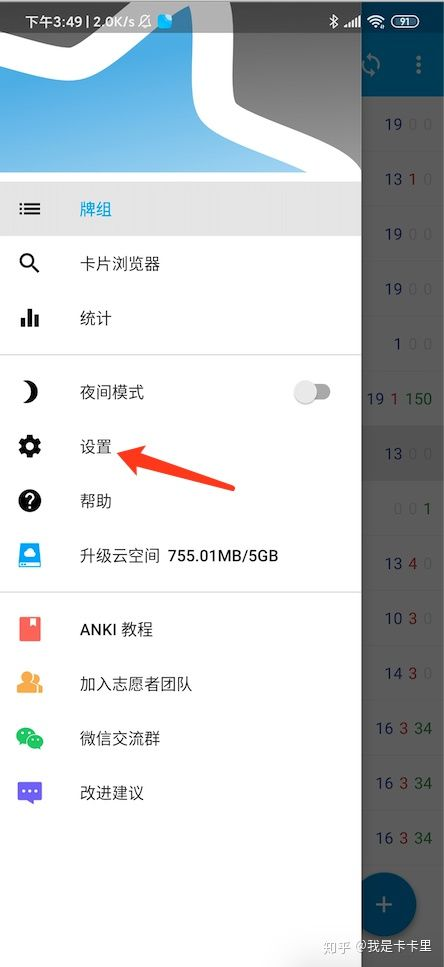 下午3:49 | 2.0K/s
91
牌组
卡片浏览器
统计
夜间模式
设置
帮助
升级云空间 755.01MB/5GB
ANKI 教程
加入志愿者团队
微信交流群
改进建议
19 0 0
13 1 0
19 0 0
19 0 0
1 0 0
19 1 150
13 0 0
0 0 1
13 4 0
10 3 0
14 3 0
16 3 34
16 3 34
16 3 34
知乎 @我是卡卡里